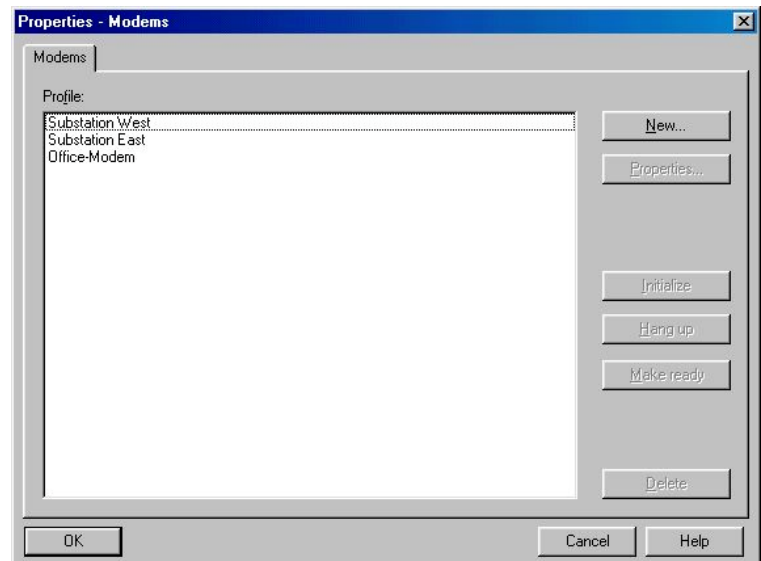 Properties - Modems
Modems
Profile:
Substation West
Substation East
Office-Modem
New...
Properties...
Initialize
Hang up
Make ready
Delete
OK
Cancel
Help